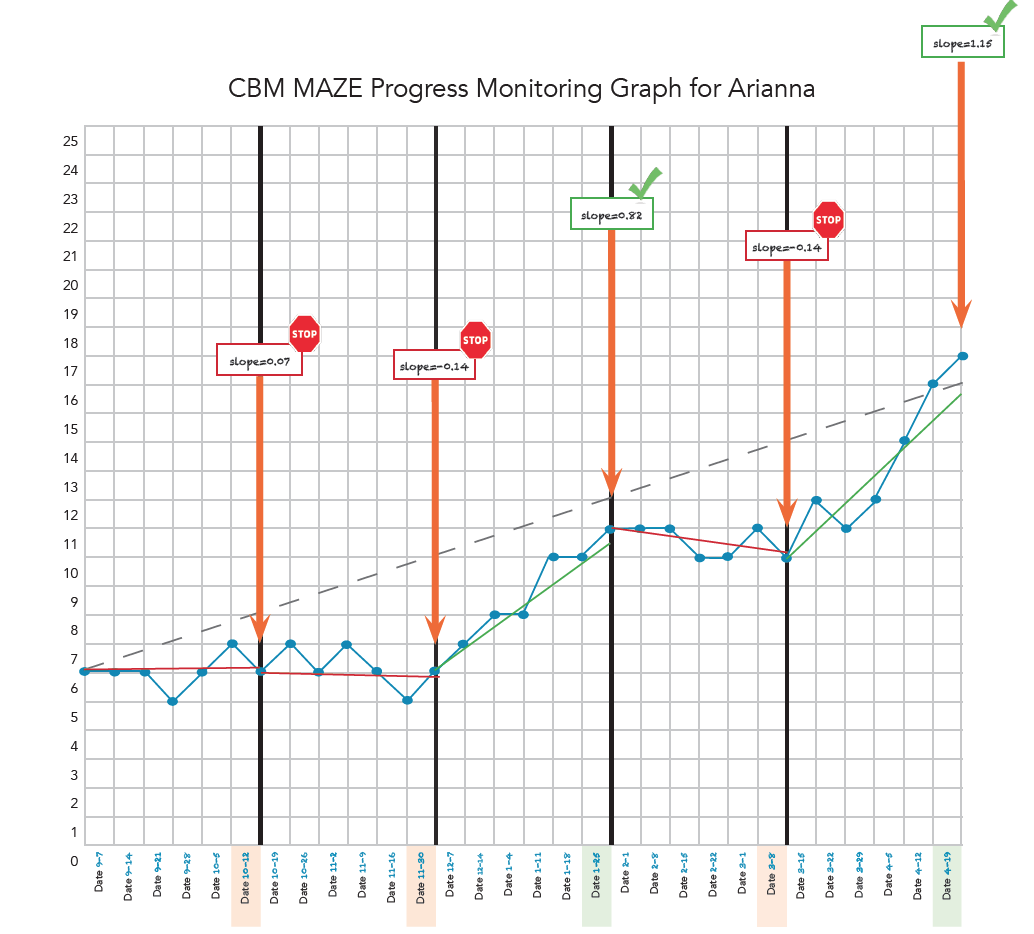 slope=1.15
CBM MAZE Progress Monitoring Graph for Arianna
25
24
23
22
21
20
19
18
17
16
15
14
13
12
11
10
9
8
7
6
5
4
3
2
1
0
slope=0.07
STOP
slope=-0.14
STOP
slope=0.82
slope=-0.14
STOP
Date 9-7
Date 9-14
Date 9-21
Date 9-28
Date 10-5
Date 10-12
Date 10-19
Date 10-26
Date 11-2
Date 11-9
Date 11-16
Date 11-30
Date 12-7
Date 12-14
Date 1-4
Date 1-11
Date 1-18
Date 1-25
Date 2-1
Date 2-8
Date 2-15
Date 2-22
Date 3-1
Date 3-8
Date 3-15
Date 3-22
Date 3-29
Date 4-5
Date 4-12
Date 4-19